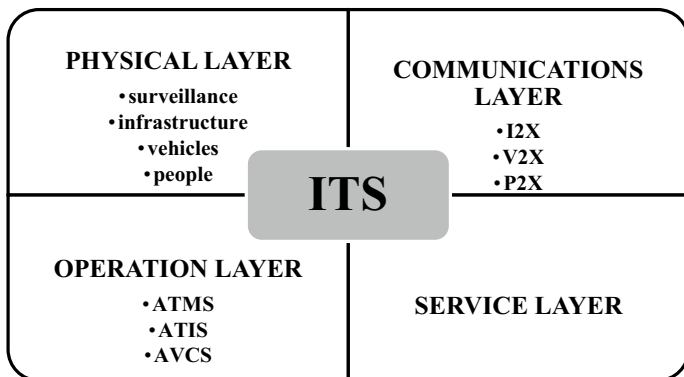 PHYSICAL LAYER
•surveillance
•infrastructure
•vehicles
•people
COMMUNICATIONS
LAYER
•I2X
•V2X
•P2X
ITS
OPERATION LAYER
•ATMS
•ATIS
•AVCS
SERVICE LAYER